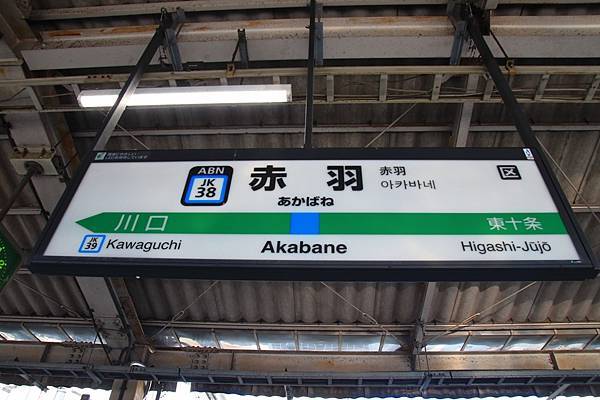 ABN
JK
38
赤羽
あかばね
赤羽
아카바네
区
川口
東十条
JK
39
Kawaguchi
Akabane
Higashi-Jūjō